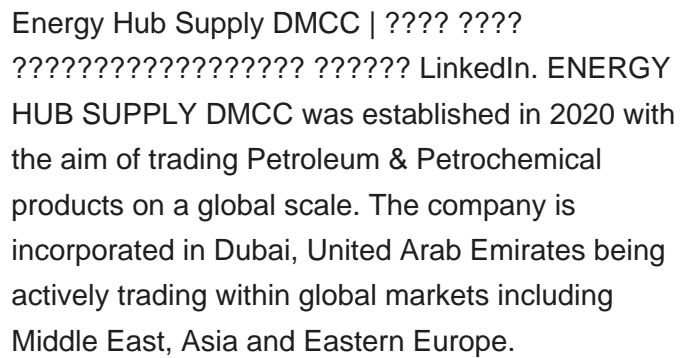 Energy Hub Supply DMCC | ???? ????
?????????????????? ?????? LinkedIn. ENERGY
HUB SUPPLY DMCC was established in 2020 with
the aim of trading Petroleum & Petrochemical
products on a global scale. The company is
incorporated in Dubai, United Arab Emirates being
actively trading within global markets including
Middle East, Asia and Eastern Europe.